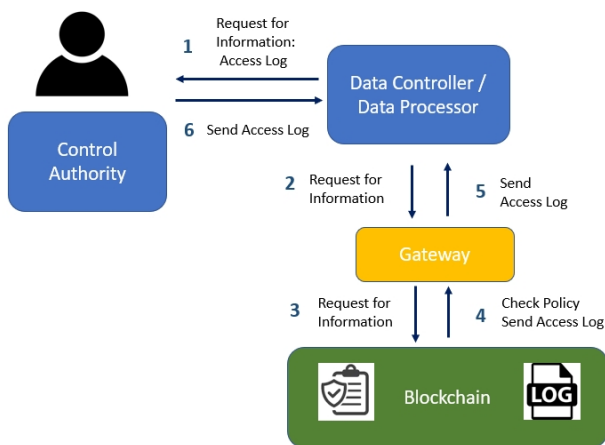 1
Request for
Information:
Access Log
Data Controller /
Data Processor
6
Send Access Log
Control
Authority
2
Request for
Information
5
Send
Access Log
Gateway
3
Request for
Information
4
Check Policy
Send Access Log
Blockchain
LOG